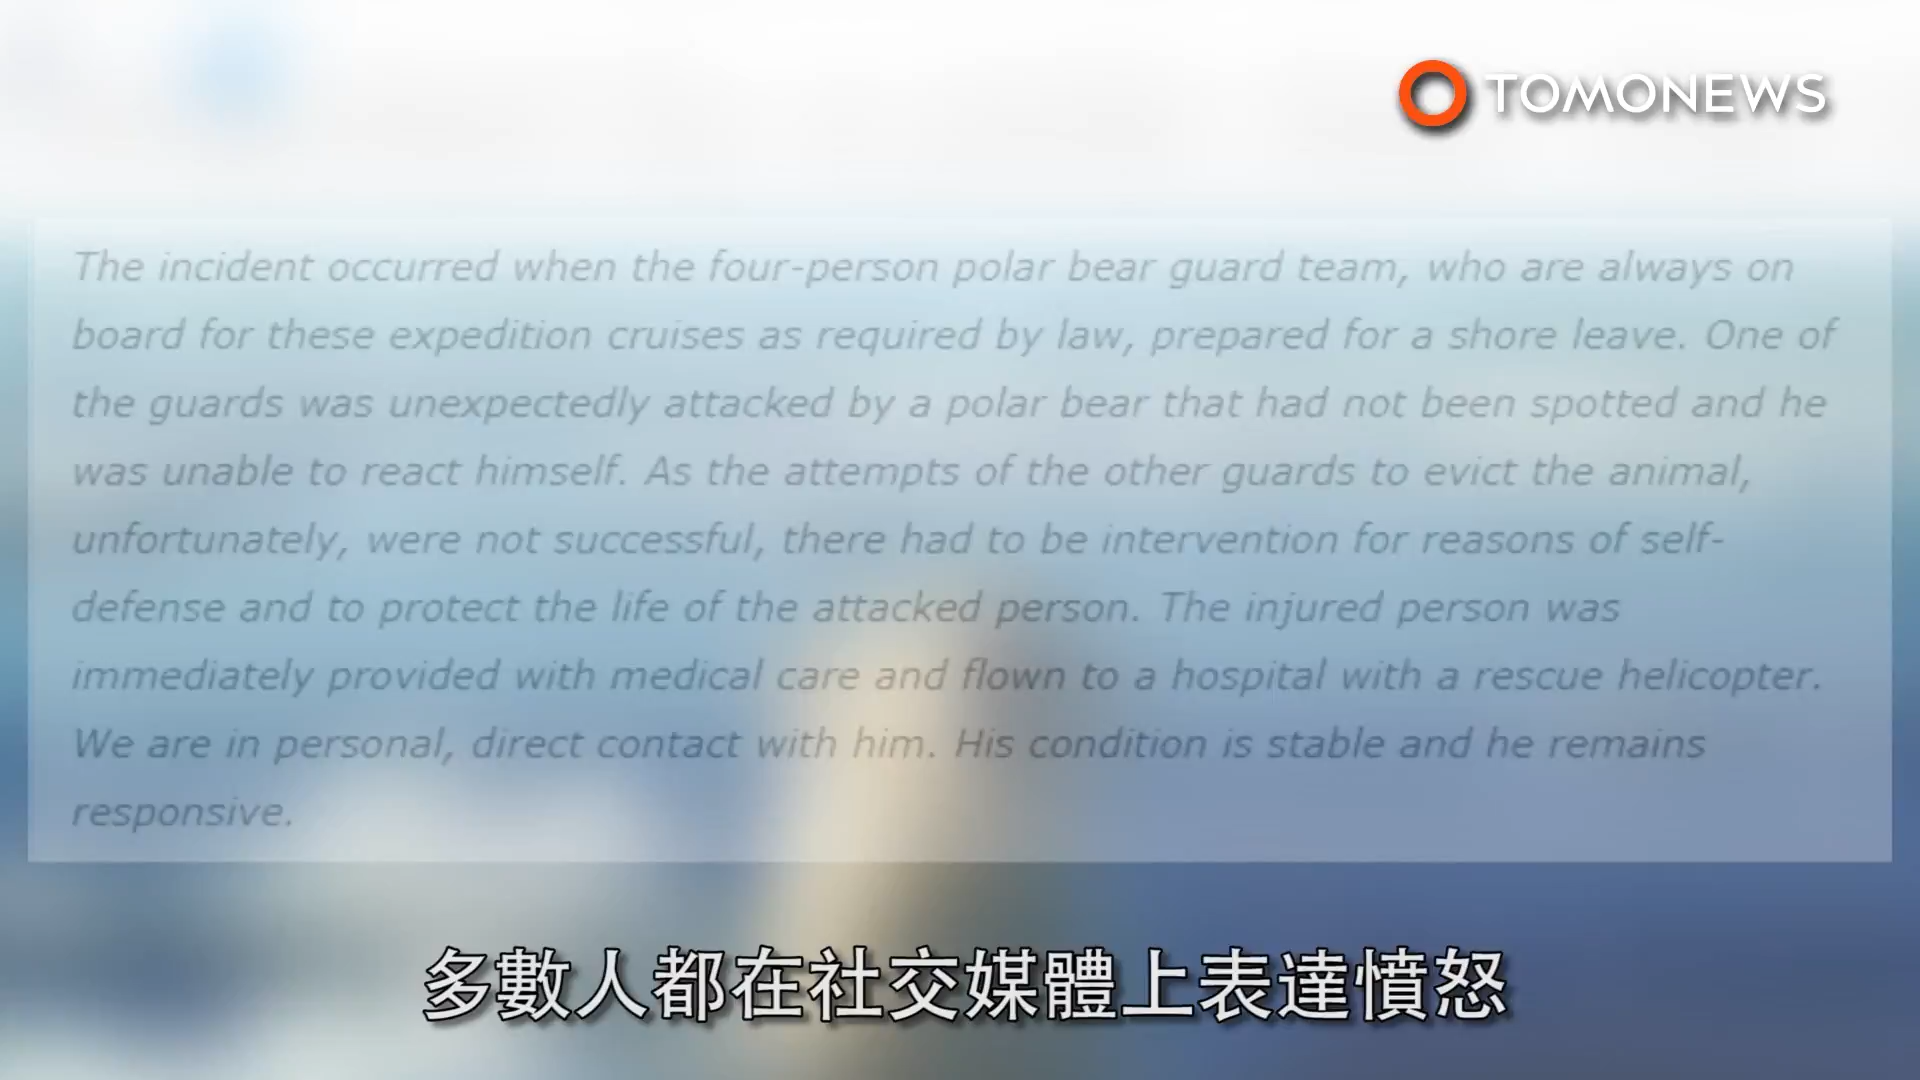 TOMONEWS
The incident occurred when the four-person polar bear guard team, who are always on
board for these expedition cruises as required by law, prepared for a shore leave. One of
the guards was unexpectedly attacked by a polar bear that had not been spotted and he
was unable to react himself. As the attempts of the other guards to evict the animal,
unfortunately, were not successful, there had to be intervention for reasons of self-
defense and to protect the life of the attacked person. The injured person was
immediately provided with medical care and flown to a hospital with a rescue helicopter.
We are in personal, direct contact with him. His condition is stable and he remains
responsive.
多數人都在社交媒體上表達憤怒